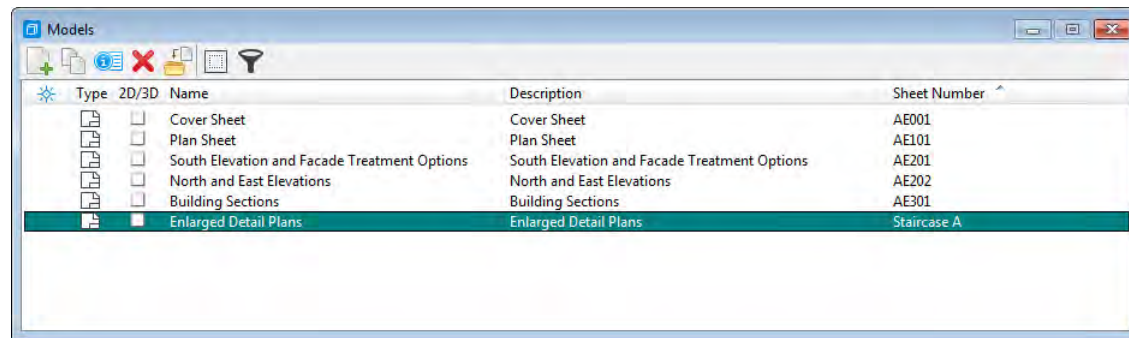 Models
Type 2D/3D Name Description Sheet Number
Cover Sheet Cover Sheet AE001
Plan Sheet Plan Sheet AE101
South Elevation and Facade Treatment Options South Elevation and Facade Treatment Options AE201
North and East Elevations North and East Elevations AE202
Building Sections Building Sections AE301
Enlarged Detail Plans Enlarged Detail Plans Staircase A